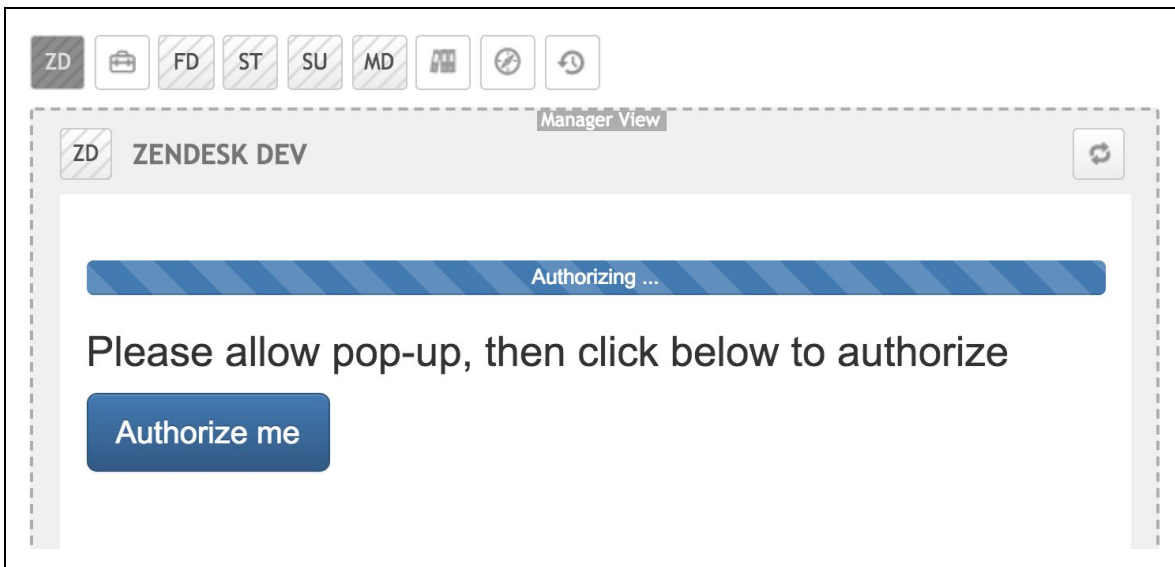 ZD FD ST SU MD
Manager View
ZD ZENDESK DEV
Authorizing ...
Please allow pop-up, then click below to authorize
Authorize me